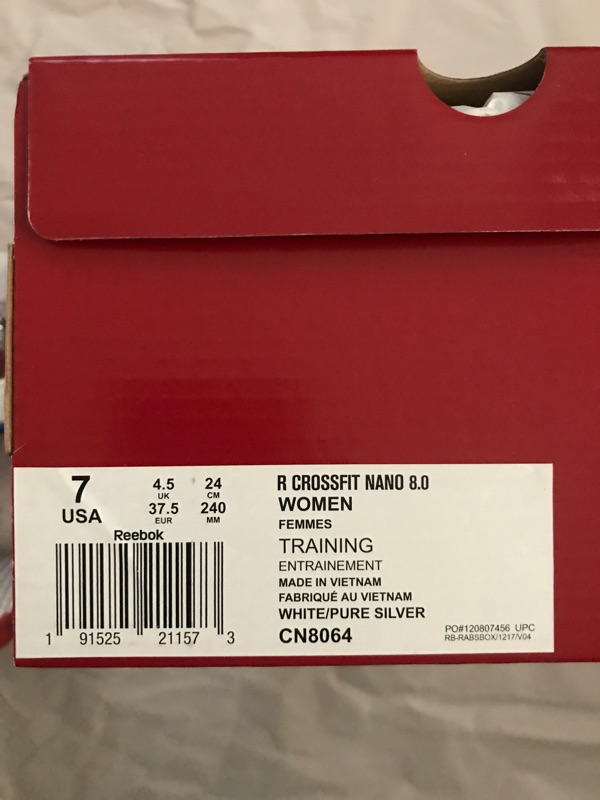 7
USA
4.5
UK
37.5
EUR
24
CM
240
MM
Reebok
1 91525 21157 3
R CROSSFIT NANO 8.0
WOMEN
FEMMES
TRAINING
ENTRAINEMENT
MADE IN VIETNAM
FABRIQUÉ AU VIETNAM
WHITE/PURE SILVER
CN8064
PO#120807456 UPC
RB-RABSBOX/1217/V04